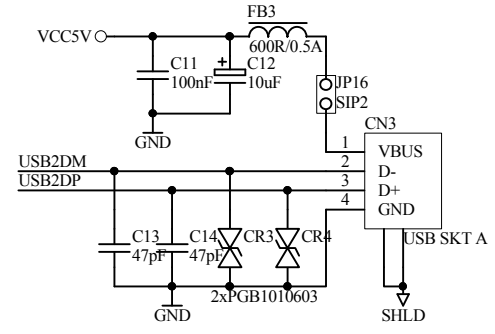 FB3
VCC5V
600R/0.5A
C11
100nF
+
C12
10uF
JP16
SIP2
GND
CN3
1
VBUS
USB2DM
2
D-
USB2DP
3
D+
4
GND
C13
47pF
C14
47pF
CR3
CR4
USB SKT A
2xPGB1010603
GND
SHLD